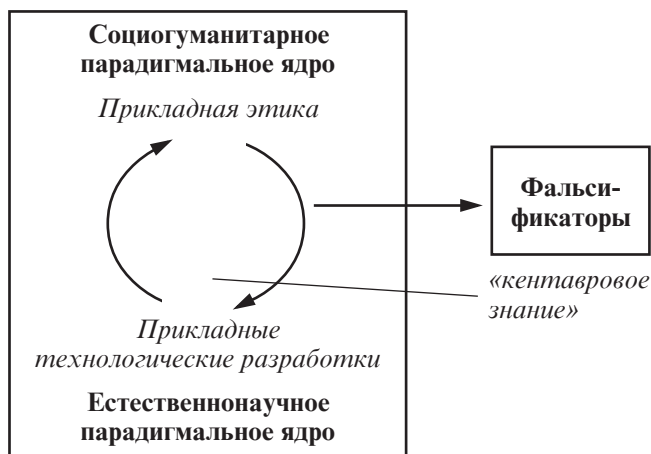 Социогуманитарное
парадигмальное ядро
Прикладная этика
Фальси-
фикаторы
«кентавровое
знание»
Прикладные
технологические разработки
Естественнонаучное
парадигмальное ядро